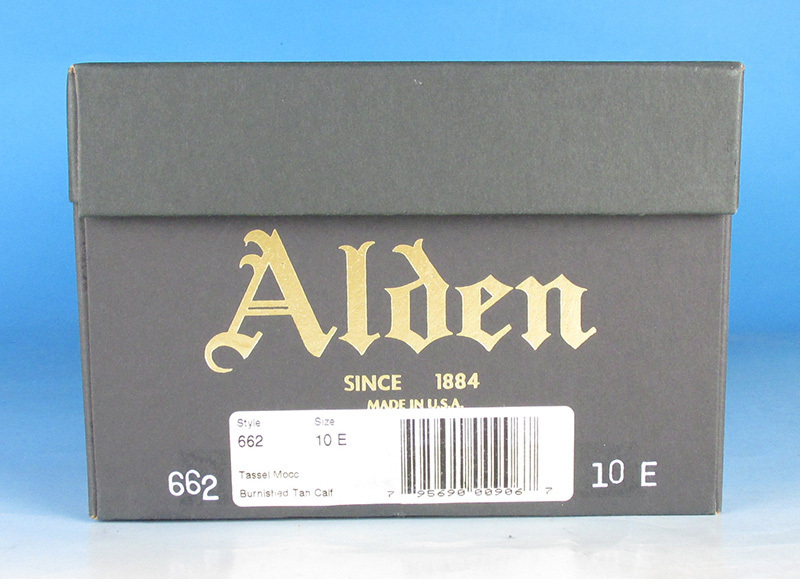 Alden
SINCE 1884
MADE IN U.S.A.
Style Size
662 10 E
Tassel Mocc
Burnished Tan Calf
7 95690 00906 7
662
10 E